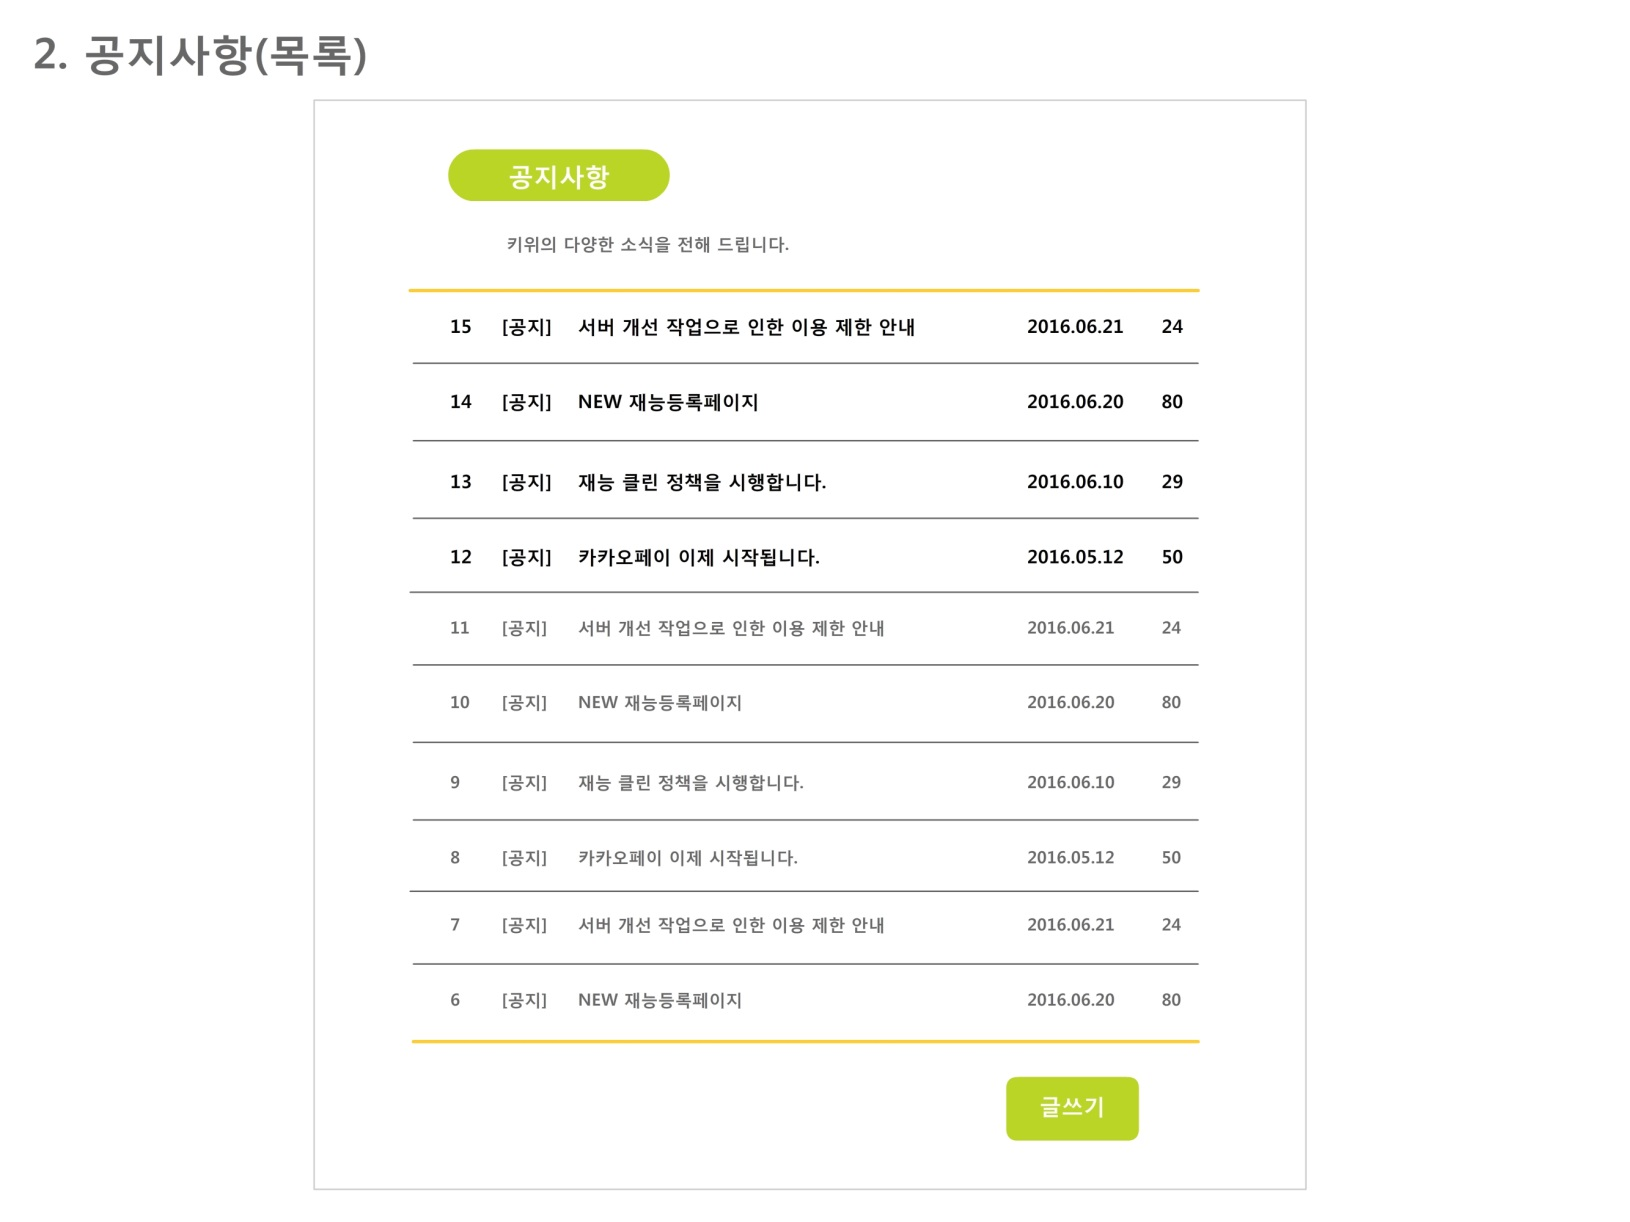 2. 공지사항(목록)
공지사항
키위의 다양한 소식을 전해 드립니다.
15 [공지] 서버 개선 작업으로 인한 이용 제한 안내 2016.06.21 24
14 [공지] NEW 재능등록페이지 2016.06.20 80
13 [공지] 재능 클린 정책을 시행합니다. 2016.06.10 29
12 [공지] 카카오페이 이제 시작됩니다. 2016.05.12 50
11 [공지] 서버 개선 작업으로 인한 이용 제한 안내 2016.06.21 24
10 [공지] NEW 재능등록페이지 2016.06.20 80
9 [공지] 재능 클린 정책을 시행합니다. 2016.06.10 29
8 [공지] 카카오페이 이제 시작됩니다. 2016.05.12 50
7 [공지] 서버 개선 작업으로 인한 이용 제한 안내 2016.06.21 24
6 [공지] NEW 재능등록페이지 2016.06.20 80
글쓰기